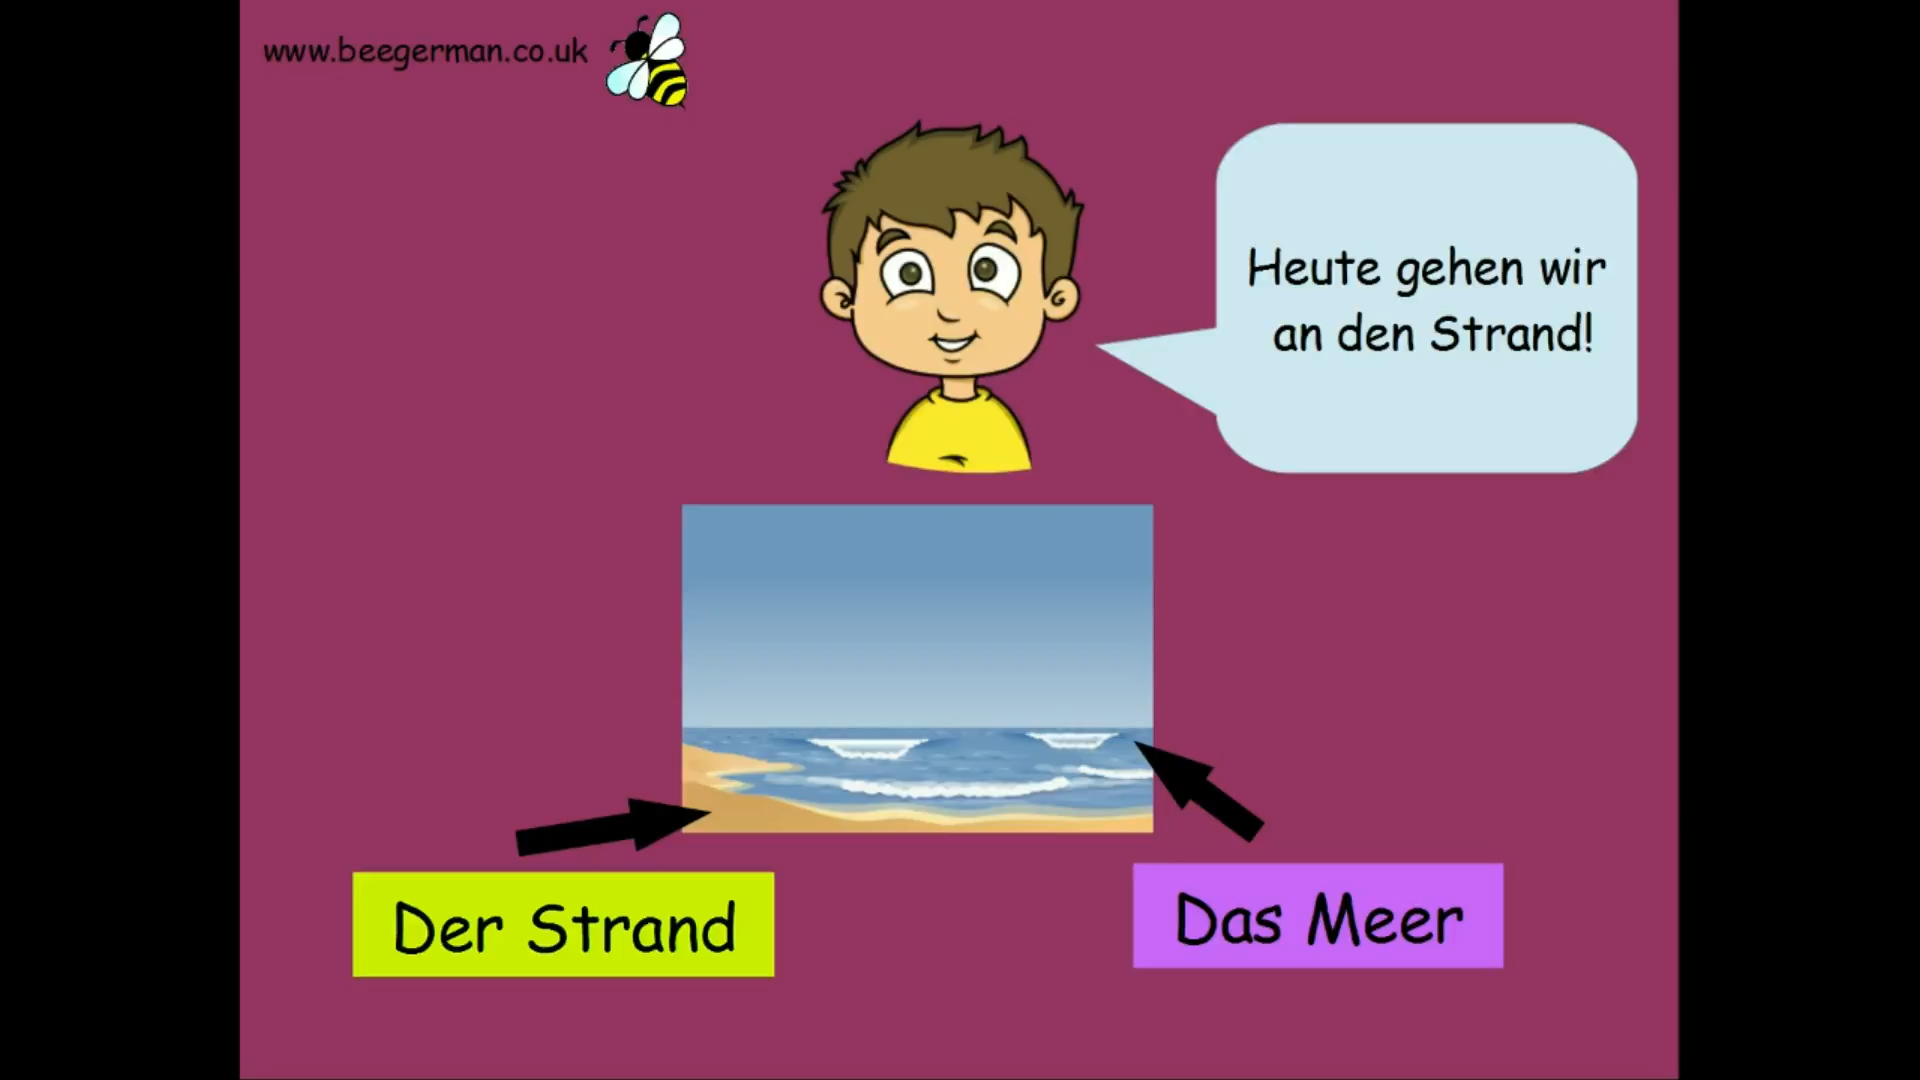 www.beegerman.co.uk
Heute gehen wir
an den Strand!
Der Strand
Das Meer